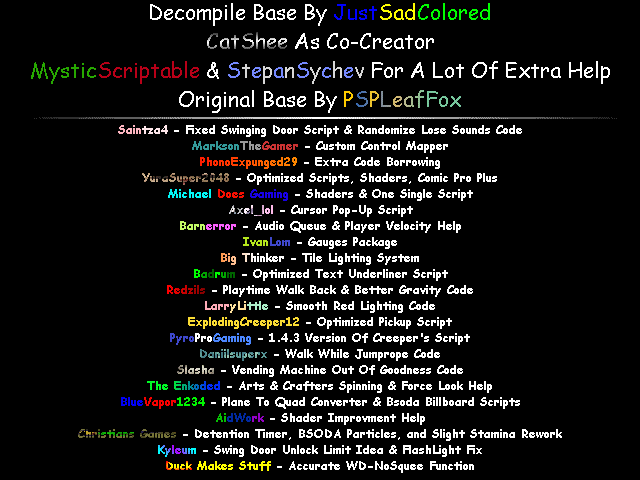 Decompile Base By JustSadColored
CatShee As Co-Creator
MysticScriptable & StepanSychev For A Lot Of Extra Help
Original Base By PSPLeafFox
Saintza4 - Fixed Swinging Door Script & Randomize Lose Sounds Code
MarksonTheGamer - Custom Control Mapper
PhonoExpunged29 - Extra Code Borrowing
YuraSuper2048 - Optimized Scripts, Shaders, Comic Pro Plus
Michael Does Gaming - Shaders & One Single Script
Axel_lol - Cursor Pop-Up Script
Barnerror - Audio Queue & Player Velocity Help
IvanLom - Gauges Package
Big Thinker - Tile Lighting System
Badrum - Optimized Text Underliner Script
Redzils - Playtime Walk Back & Better Gravity Code
LarryLittle - Smooth Red Lighting Code
ExplodingCreeper12 - Optimized Pickup Script
PyroProGaming - 1.4.3 Version Of Creeper's Script
Daniilsuperx - Walk While Jumprope Code
Slasha - Vending Machine Out Of Goodness Code
The Enkoded - Arts & Crafters Spinning & Force Look Help
BlueVapor1234 - Plane To Quad Converter & Bsoda Billboard Scripts
AidWork - Shader Improvment Help
Christians Games - Detention Timer, BSODA Particles, and Slight Stamina Rework
Kyleum - Swing Door Unlock Limit Idea & FlashLight Fix
Duck Makes Stuff - Accurate WD-NoSquee Function